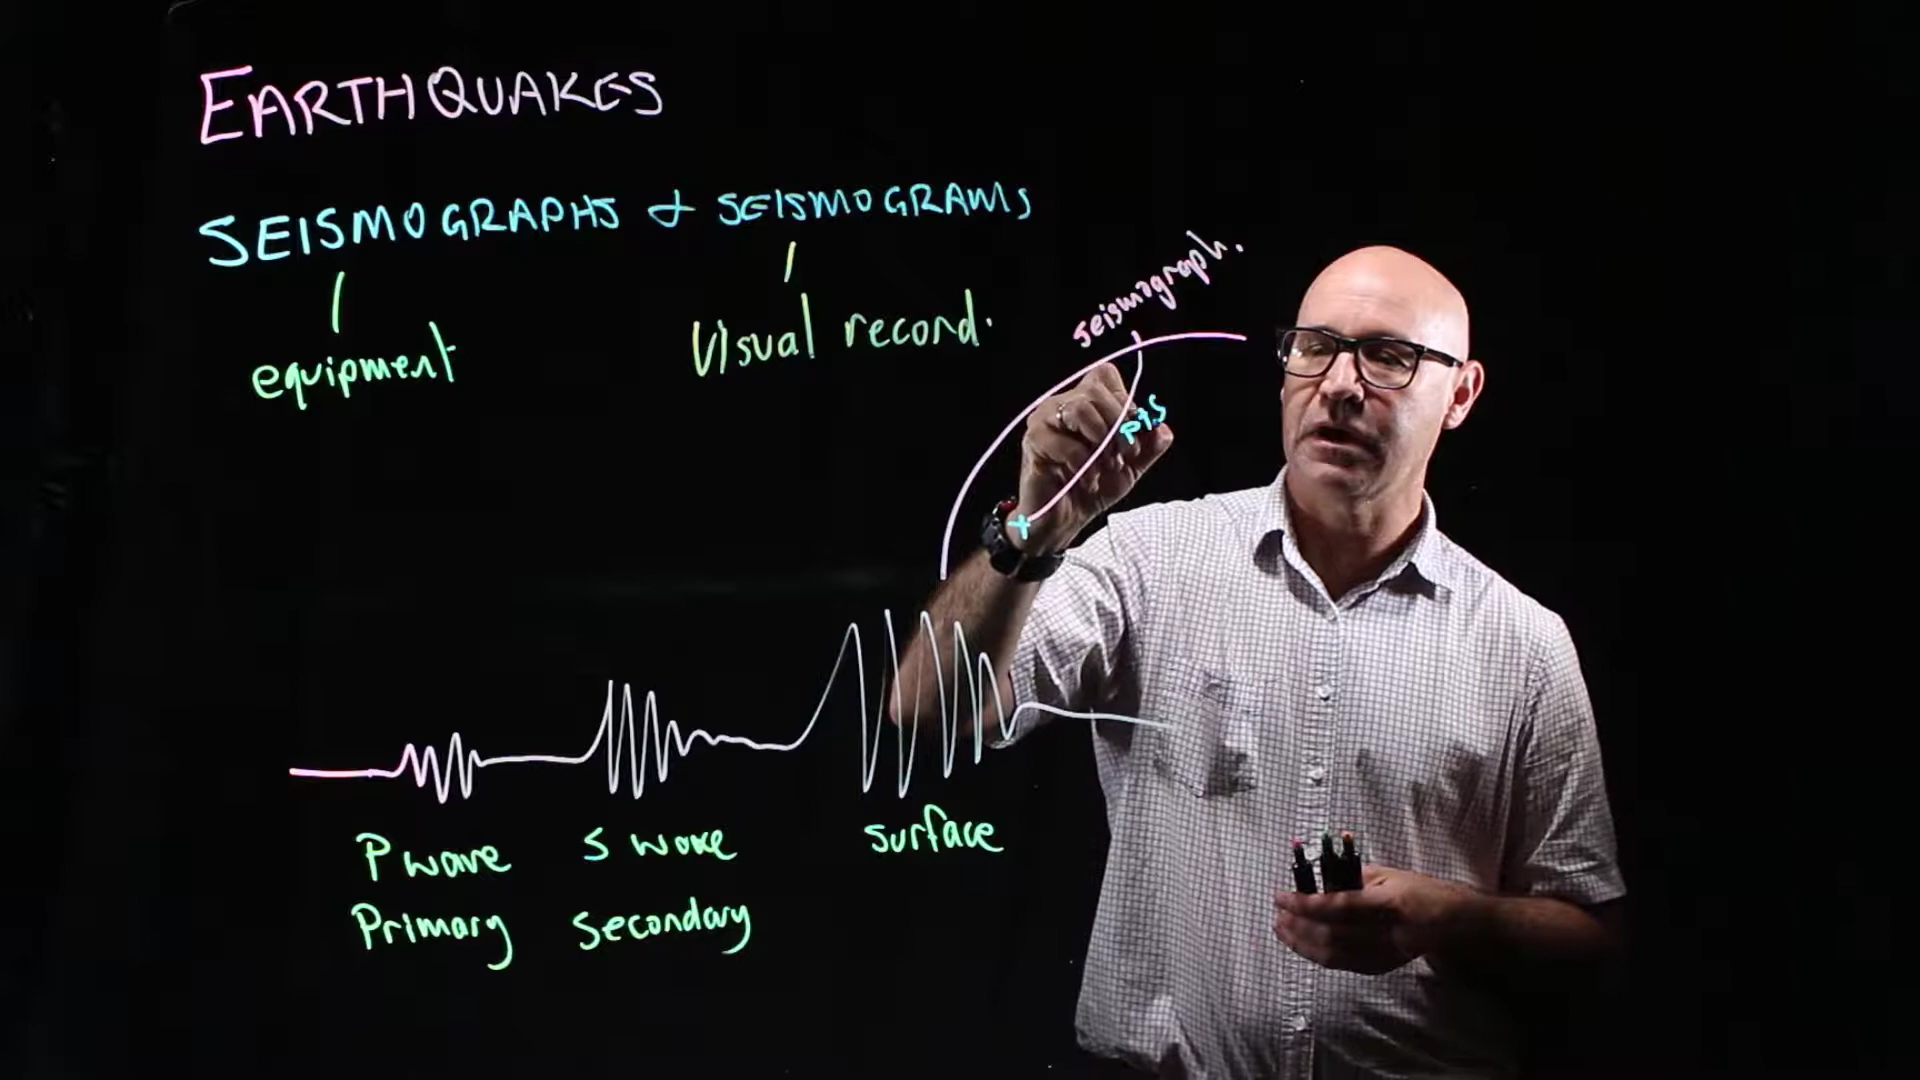 EARTHQUAKES
SEISMOGRAPHS & SEISMOGRAMS
equipment
Visual record.
seismograph.
P+S
P wave
S wave
surface
Primary
Secondary